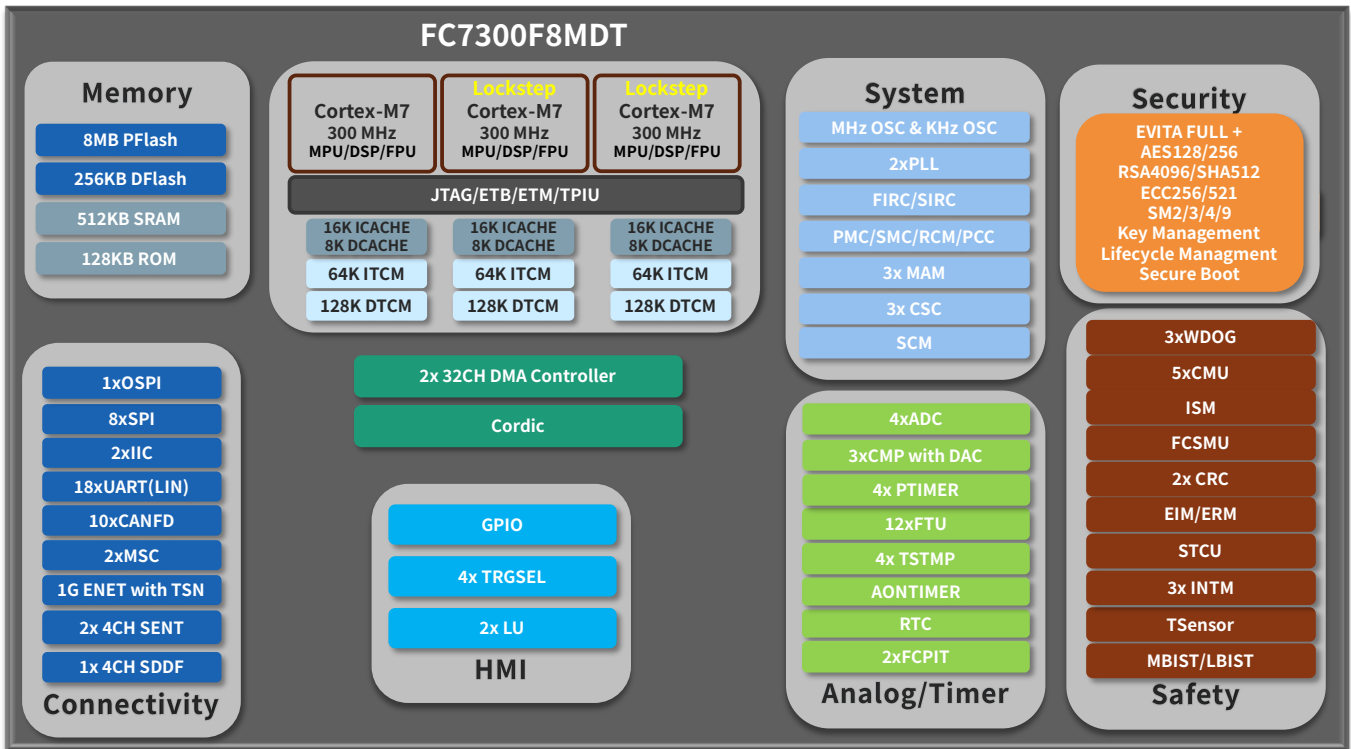 FC7300F8MDT
Memory
8MB PFlash
256KB DFlash
512KB SRAM
128KB ROM
Cortex-M7
300 MHz
MPU/DSP/FPU
Lockstep
Cortex-M7
300 MHz
MPU/DSP/FPU
Lockstep
Cortex-M7
300 MHz
MPU/DSP/FPU
JTAG/ETB/ETM/TPIU
16K ICACHE
8K DCACHE
64K ITCM
128K DTCM
16K ICACHE
8K DCACHE
64K ITCM
128K DTCM
16K ICACHE
8K DCACHE
64K ITCM
128K DTCM
System
MHz OSC & KHz OSC
2xPLL
FIRC/SIRC
PMC/SMC/RCM/PCC
3x MAM
3x CSC
SCM
Security
EVITA FULL +
AES128/256
RSA4096/SHA512
ECC256/521
SM2/3/4/9
Key Management
Lifecycle Managment
Secure Boot
1xOSPI
8xSPI
2xIIC
18xUART(LIN)
10xCANFD
2xMSC
1G ENET with TSN
2x 4CH SENT
1x 4CH SDDF
Connectivity
2x 32CH DMA Controller
Cordic
GPIO
4x TRGSEL
2x LU
HMI
4xADC
3xCMP with DAC
4x PTIMER
12xFTU
4x TSTMP
AONTIMER
RTC
2xFCPIT
Analog/Timer
3xWDOG
5xCMU
ISM
FCSMU
2x CRC
EIM/ERM
STCU
3x INTM
TSensor
MBIST/LBIST
Safety